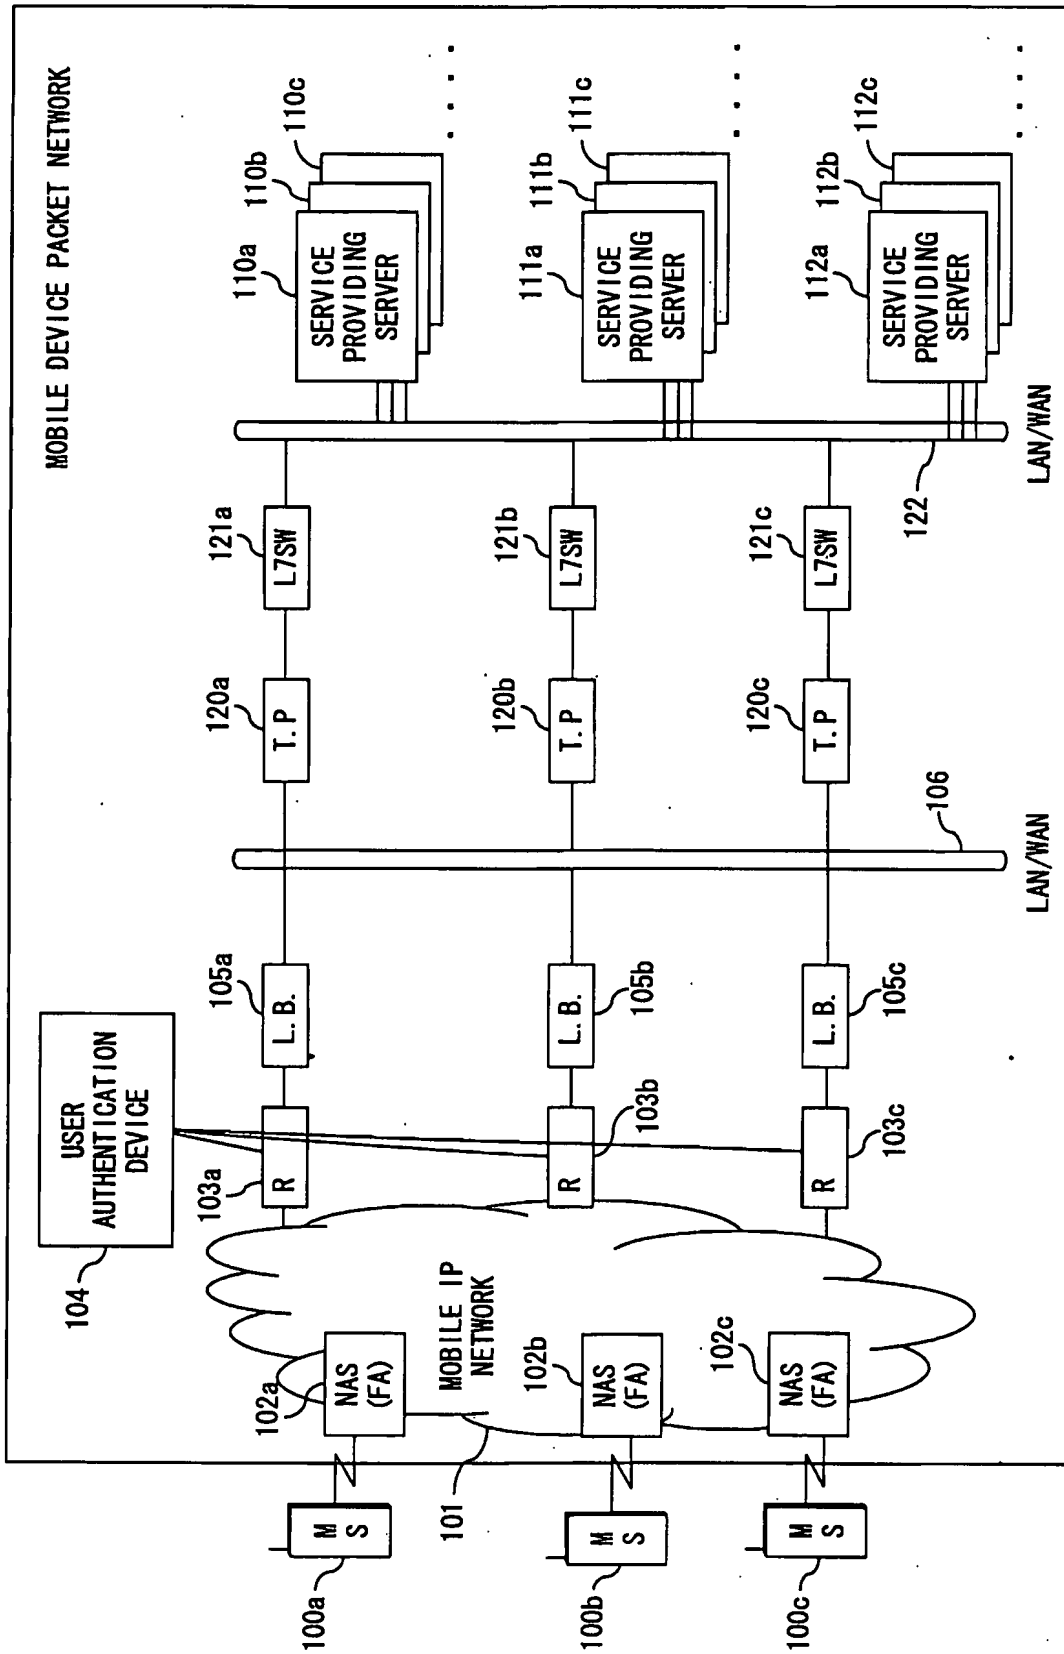 MOBILE DEVICE PACKET NETWORK
USER
AUTHENTICATION
DEVICE
104
100a
M
S
102a
NAS
(FA)
101
MOBILE IP
NETWORK
103a
R
105a
L. B.
120a
T. P
121a
L7SW
110a
110b
110c
SERVICE
PROVIDING
SERVER
. . . .
100b
M
S
102b
NAS
(FA)
103b
R
105b
L. B.
120b
T. P
121b
L7SW
111a
111b
111c
SERVICE
PROVIDING
SERVER
. . . .
100c
M
S
102c
NAS
(FA)
103c
R
105c
L. B.
106
120c
T. P
121c
L7SW
122
112a
112b
112c
SERVICE
PROVIDING
SERVER
. . . .
LAN/WAN
LAN/WAN